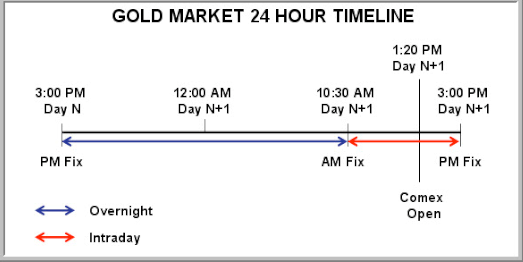 GOLD MARKET 24 HOUR TIMELINE
1:20 PM
Day N+1
3:00 PM
Day N
12:00 AM
Day N+1
10:30 AM
Day N+1
3:00 PM
Day N+1
PM Fix
AM Fix
PM Fix
Comex
Open
Overnight
Intraday